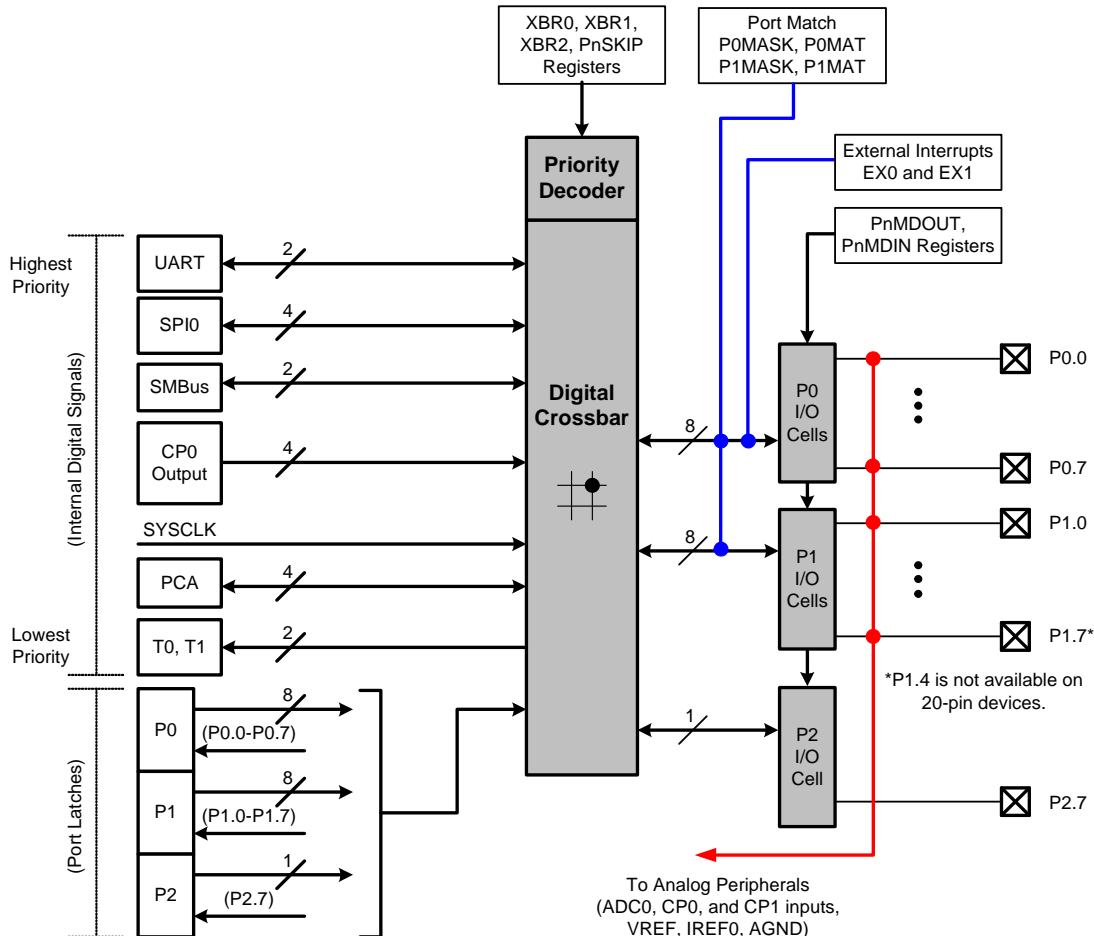 XBR0, XBR1,
XBR2, PnSKIP
Registers
Port Match
P0MASK, P0MAT
P1MASK, P1MAT
External Interrupts
EX0 and EX1
PnMDOUT,
PnMDIN Registers
Priority
Decoder
Digital
Crossbar
Highest
Priority
(Internal Digital Signals)
Lowest
Priority
(Port Latches)
UART
2
SPI0
4
SMBus
2
CP0
Output
4
SYSCLK
PCA
4
T0, T1
2
P0
8
(P0.0-P0.7)
P1
8
(P1.0-P1.7)
P2
1
(P2.7)
8
8
1
P0
I/O
Cells
P1
I/O
Cells
P2
I/O
Cell
P0.0
P0.7
P1.0
P1.7*
*P1.4 is not available on
20-pin devices.
P2.7
To Analog Peripherals
(ADC0, CP0, and CP1 inputs,
VREF, IREF0, AGND)